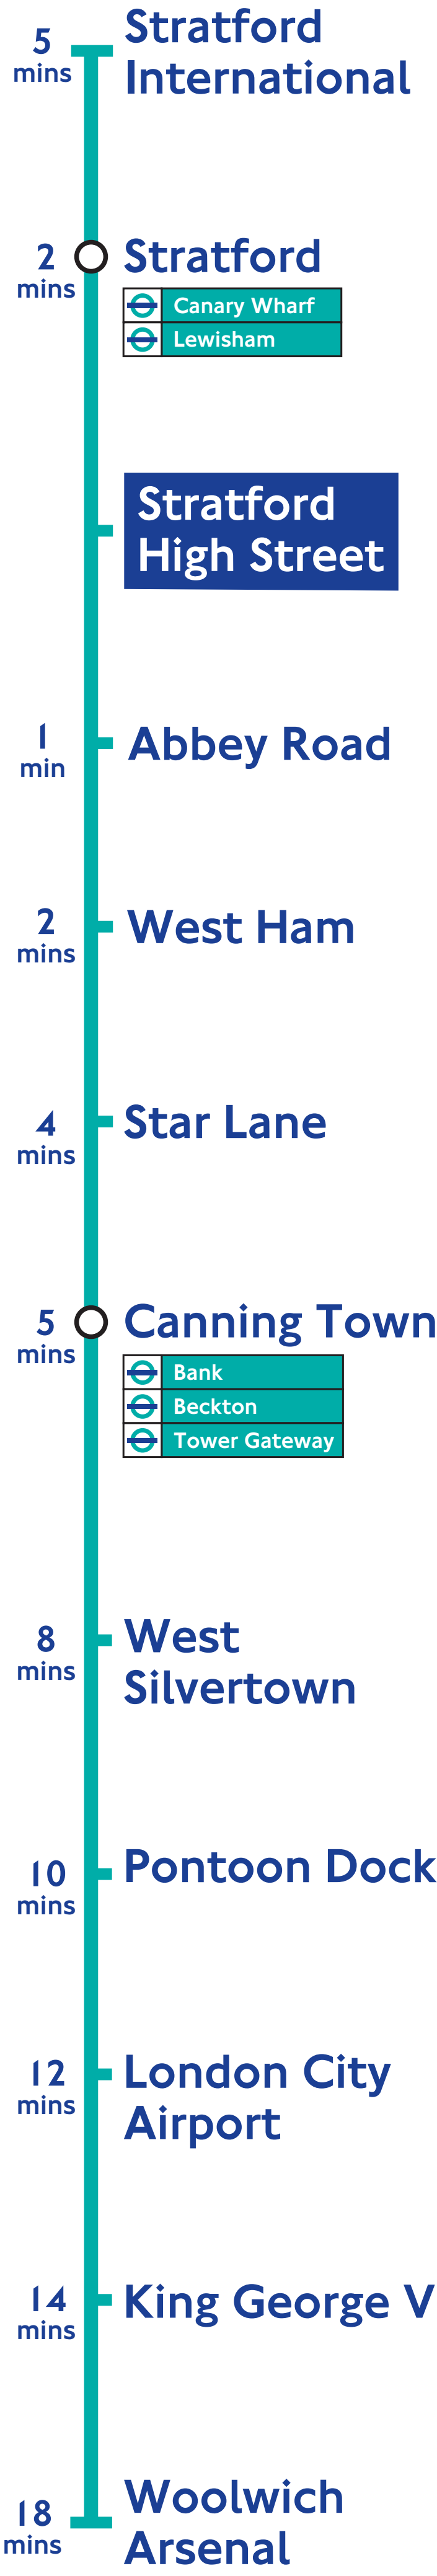 5
mins
Stratford
International
2
mins
Stratford
Canary Wharf
Lewisham
Stratford
High Street
1
min
Abbey Road
2
mins
West Ham
4
mins
Star Lane
5
mins
Canning Town
Bank
Beckton
Tower Gateway
8
mins
West
Silvertown
10
mins
Pontoon Dock
12
mins
London City
Airport
14
mins
King George V
18
mins
Woolwich
Arsenal